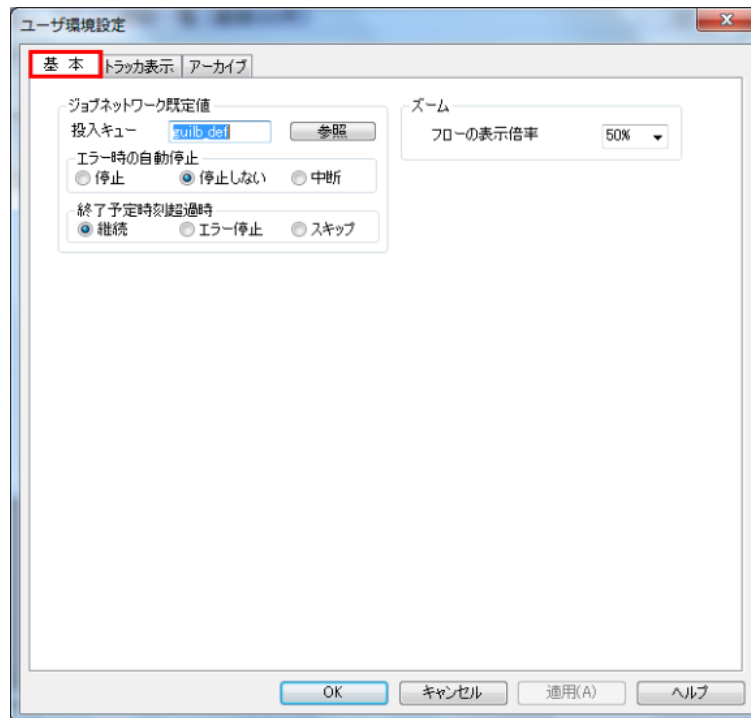 ユーザ環境設定
基 本 トラッカ表示 アーカイブ
ジョブネットワーク既定値
投入キュー guilb_def 参照
エラー時の自動停止
停止 停止しない 中断
終了予定時刻超過時
継続 エラー停止 スキップ
ズーム
フローの表示倍率 50%
OK キャンセル 適用(A) ヘルプ